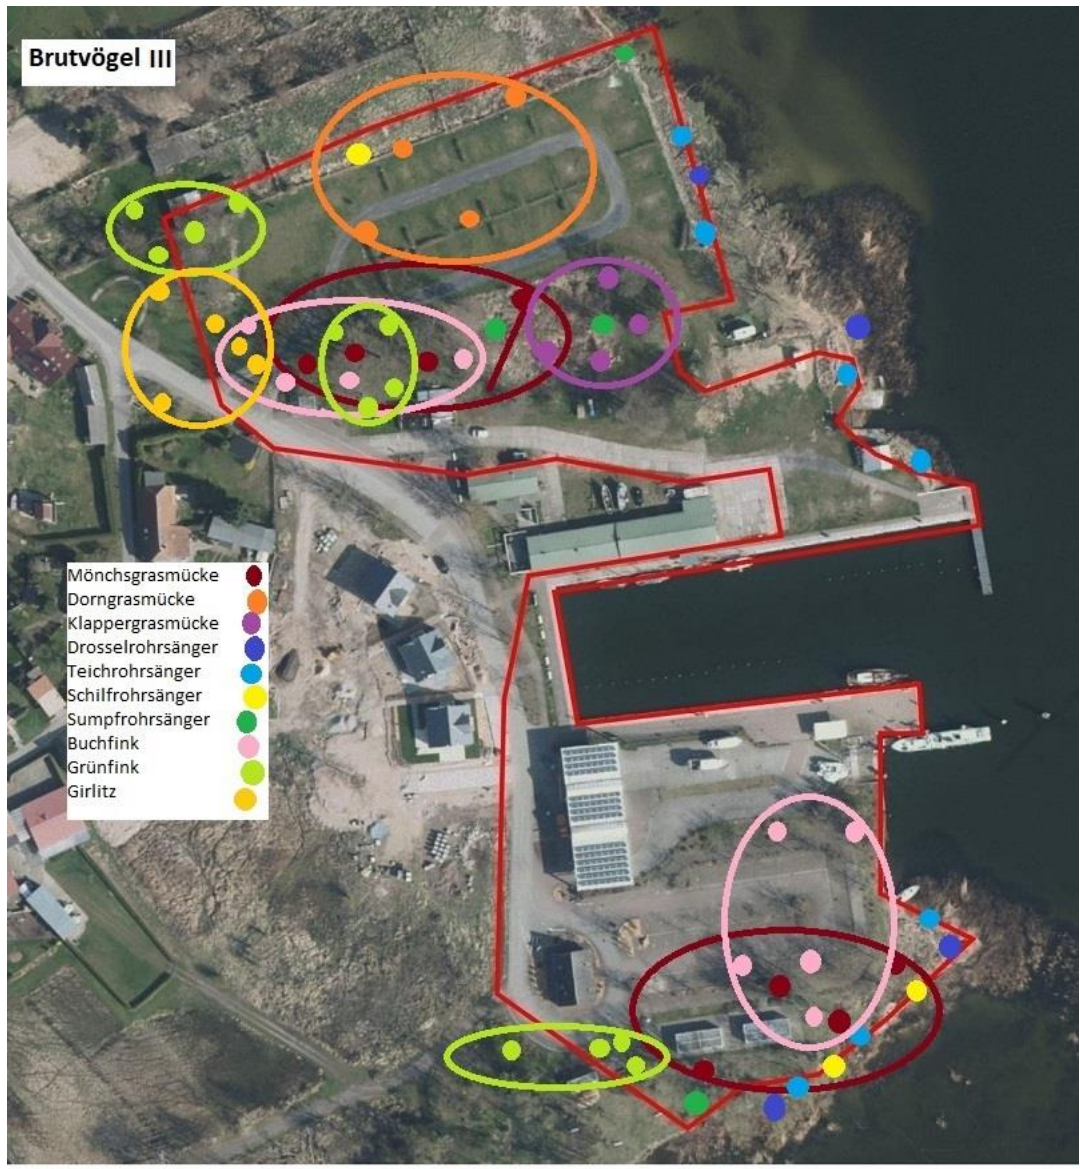 Brutvögel III
Mönchsgrasmücke
Dorngrasmücke
Klappergrasmücke
Drosselrohrsänger
Teichrohrsänger
Schilfrohrsänger
Sumpfrohrsänger
Buchfink
Grünfink
Girlitz